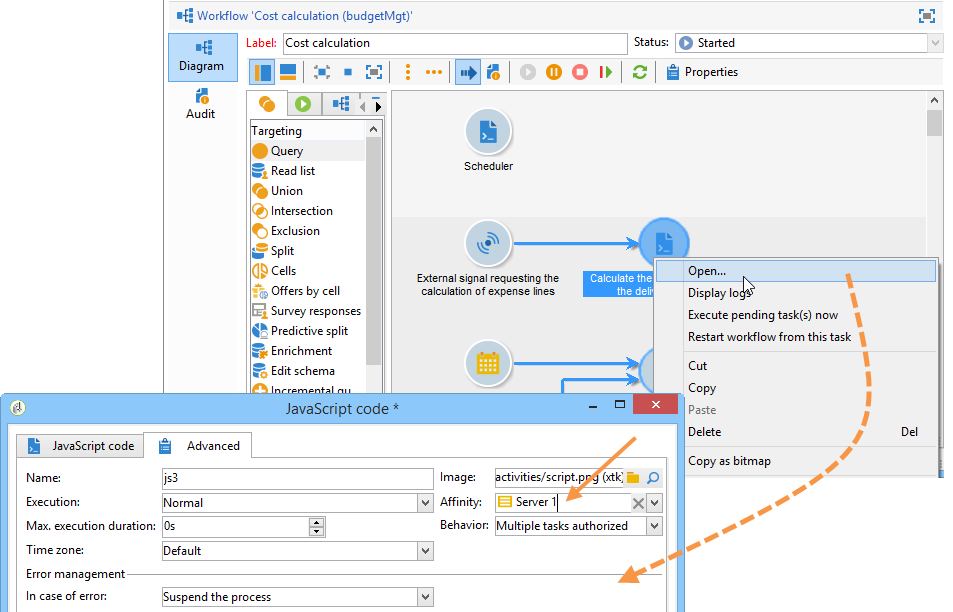 Workflow 'Cost calculation (budgetMgt)'
Label: Cost calculation Status: Started
Diagram
Audit
Properties
Targeting
Query
Read list
Union
Intersection
Exclusion
Split
Cells
Offers by cell
Survey responses
Predictive split
Enrichment
Edit schema
Incremental qu
Scheduler
External signal requesting the
calculation of expense lines
Calculate the
the deliv
Open...
Display logs
Execute pending task(s) now
Restart workflow from this task
Cut
Copy
Paste
Delete Del
Copy as bitmap
JavaScript code *
JavaScript code Advanced
Name: js3 Image: activities/script.png (xtk)
Execution: Normal Affinity: Server 1
Max. execution duration: 0s Behavior: Multiple tasks authorized
Time zone: Default
Error management
In case of error: Suspend the process